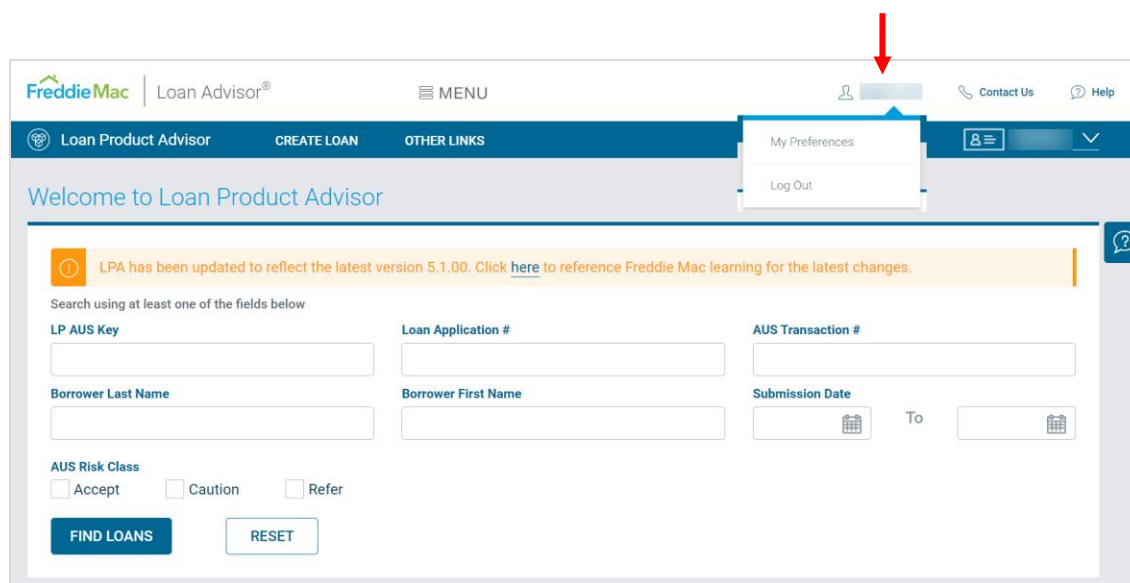 FreddieMac Loan Advisor® MENU Contact Us Help
Loan Product Advisor CREATE LOAN OTHER LINKS
My Preferences
Log Out
Welcome to Loan Product Advisor
LPA has been updated to reflect the latest version 5.1.00. Click here to reference Freddie Mac learning for the latest changes.
Search using at least one of the fields below
LP AUS Key Loan Application # AUS Transaction #
Borrower Last Name Borrower First Name Submission Date
To
AUS Risk Class
Accept Caution Refer
FIND LOANS RESET